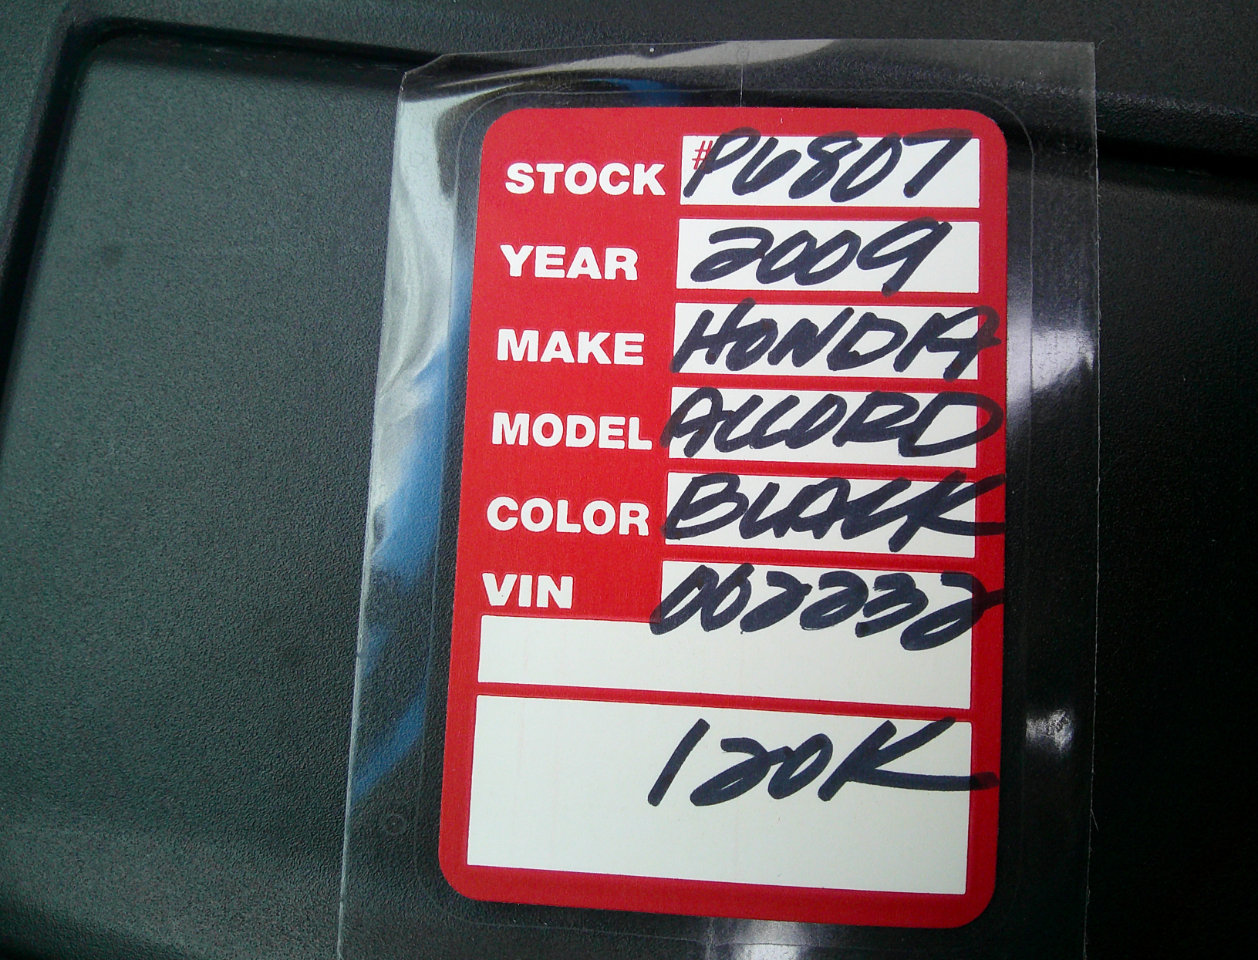 STOCK #P6807
YEAR 2009
MAKE HONDA
MODEL ACCORD
COLOR BLACK
VIN 002232
120K